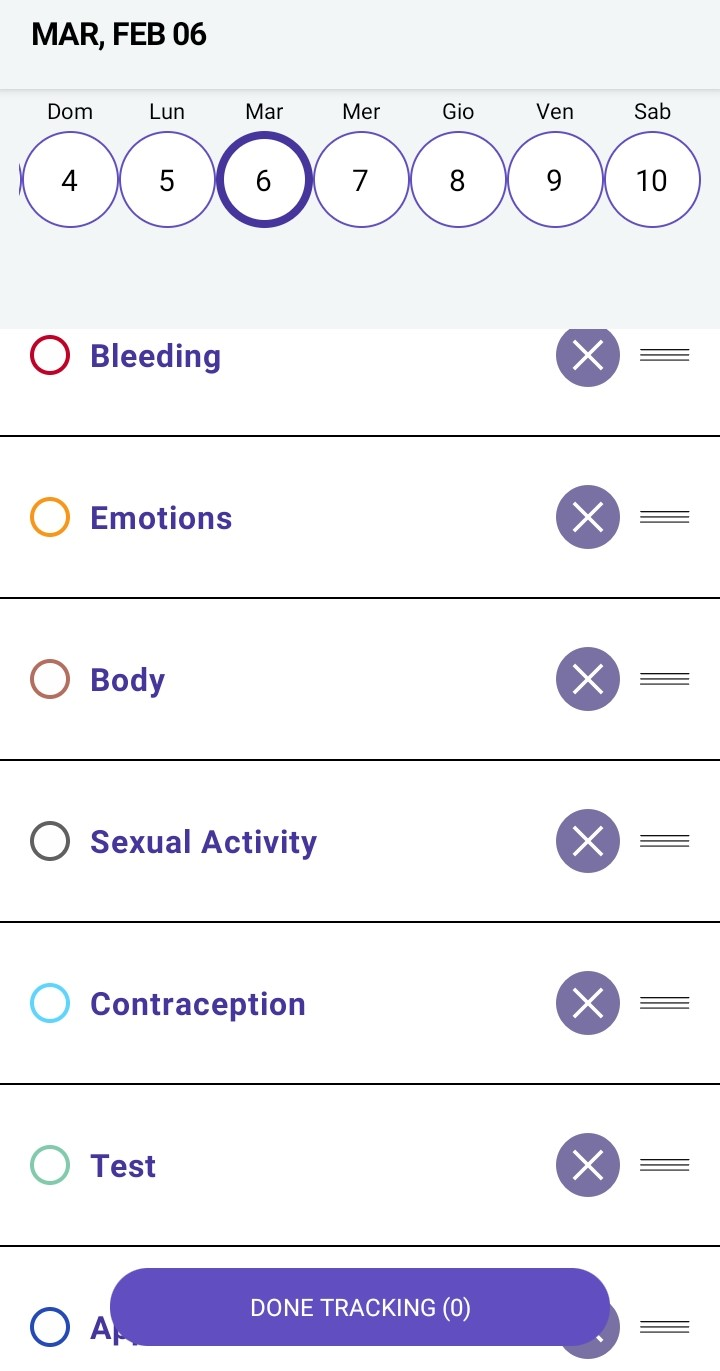 MAR, FEB 06
Dom Lun Mar Mer Gio Ven Sab
4 5 6 7 8 9 10
Bleeding
Emotions
Body
Sexual Activity
Contraception
Test
DONE TRACKING (0)